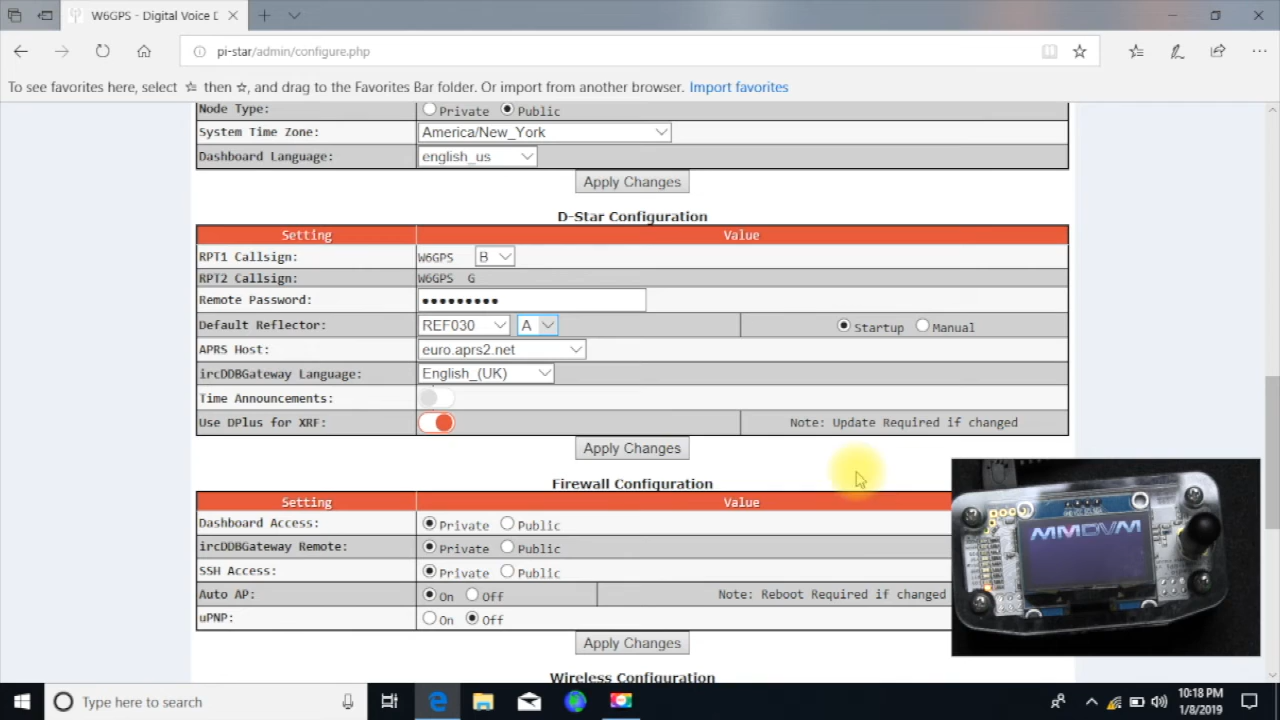 W6GPS - Digital Voice D
pi-star/admin/configure.php
To see favorites here, select ☆ then ☆, and drag to the Favorites Bar folder. Or import from another browser. Import favorites
Node Type: Private Public
System Time Zone: America/New_York
Dashboard Language: english_us
Apply Changes
D-Star Configuration
Setting Value
RPT1 Callsign: W6GPS B
RPT2 Callsign: W6GPS G
Remote Password: •••••••••
Default Reflector: REF030 A Startup Manual
APRS Host: euro.aprs2.net
ircDDBGateway Language: English_(UK)
Time Announcements:
Use DPlus for XRF: Note: Update Required if changed
Apply Changes
Firewall Configuration
Setting Value
Dashboard Access: Private Public
ircDDBGateway Remote: Private Public
SSH Access: Private Public
Auto AP: On Off Note: Reboot Required if changed
uPNP: On Off
Apply Changes
Wireless Configuration
MMDVM
Type here to search
10:18 PM
1/8/2019